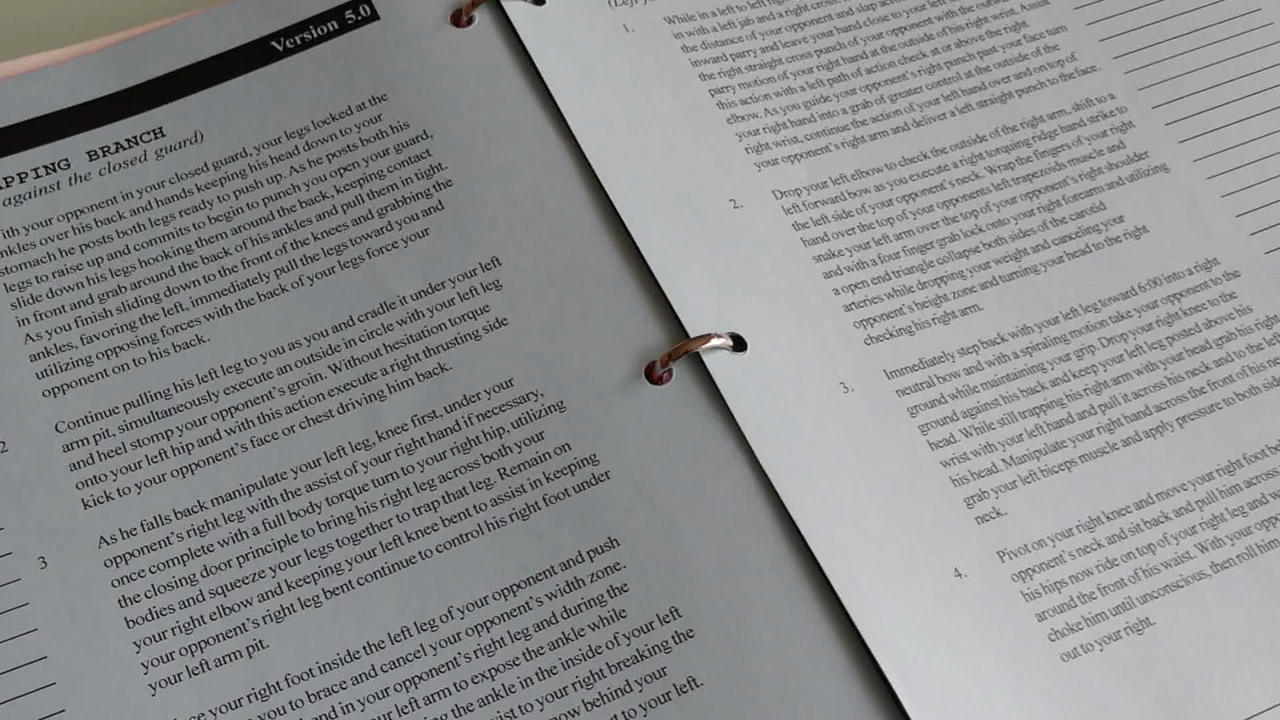 Version 5.0
APPING BRANCH
against the closed guard)
ith your opponent in your closed guard, your legs locked at the
nkles over his back and hands keeping his head down to your
stomach he posts both legs ready to push up. As he posts both his
legs to raise up and commits to begin to punch you open your guard,
slide down his legs hooking them around the back, keeping contact
in front and grab around the back of his ankles and pull them in tight.
As you finish sliding down to the front of the knees and grabbing the
ankles, favoring the left, immediately pull the legs toward you and
utilizing opposing forces with the back of your legs force your
opponent on to his back.
2
Continue pulling his left leg to you as you and cradle it under your left
arm pit, simultaneously execute an outside in circle with your left leg
and heel stomp your opponent's groin. Without hesitation torque
onto your left hip and with this action execute a right thrusting side
kick to your opponent's face or chest driving him back.
3
As he falls back manipulate your left leg, knee first, under your
opponent's right leg with the assist of your right hand if necessary,
once complete with a full body torque turn to your right hip, utilizing
the closing door principle to bring his right leg across both your
bodies and squeeze your legs together to trap that leg. Remain on
your right elbow and keeping your left knee bent to assist in keeping
your opponent's right leg bent continue to control his right foot under
your left arm pit.
your right foot inside the left leg of your opponent and push
you to brace and cancel your opponent's width zone.
and in your opponent's right leg and during the
ur left arm to expose the ankle while
the ankle in the inside of your left
ist to your right breaking the
now behind your
to your left.
1.
While in a left to left
in with a left jab and a right cross,
the distance of your opponent and slap
inward parry and leave your hand close to your left
the right straight cross punch of your opponent with the
parry motion of your right hand at the outside of his right wrist. Assist
this action with a left path of action check, at or above the right
elbow. As you guide your opponent's right punch past your face turn
your right hand into a grab of greater control at the outside of the
right wrist, continue the action of your left hand over and on top of
your opponent's right arm and deliver a left straight punch to the face.
2.
Drop your left elbow to check the outside of the right arm, shift to a
left forward bow as you execute a right torquing ridge hand strike to
the left side of your opponent's neck. Wrap the fingers of your right
hand over the top of your opponents left trapezoids muscle and
snake your left arm over the top of your opponent's right shoulder
and with a four finger grab lock onto your right forearm and utilizing
a open end triangle collapse both sides of the carotid
arteries while dropping your weight and canceling your
opponent's height zone and turning your head to the right
checking his right arm.
3.
Immediately step back with your left leg toward 6:00 into a right
neutral bow and with a spiraling motion take your opponent to the
ground while maintaining your grip. Drop your right knee to the
ground against his back and keep your left leg posted above his
head. While still trapping his right arm with your head grab his right
wrist with your left hand and pull it across his neck and to the left
his head. Manipulate your right hand across the front of his
grab your left biceps muscle and apply pressure to both
neck.
4.
Pivot on your right knee and move your right foot
opponent's neck and sit back and pull him across
his hips now ride on top of your right leg and
around the front of his waist. With your
choke him until unconscious, then roll him
out to your right.